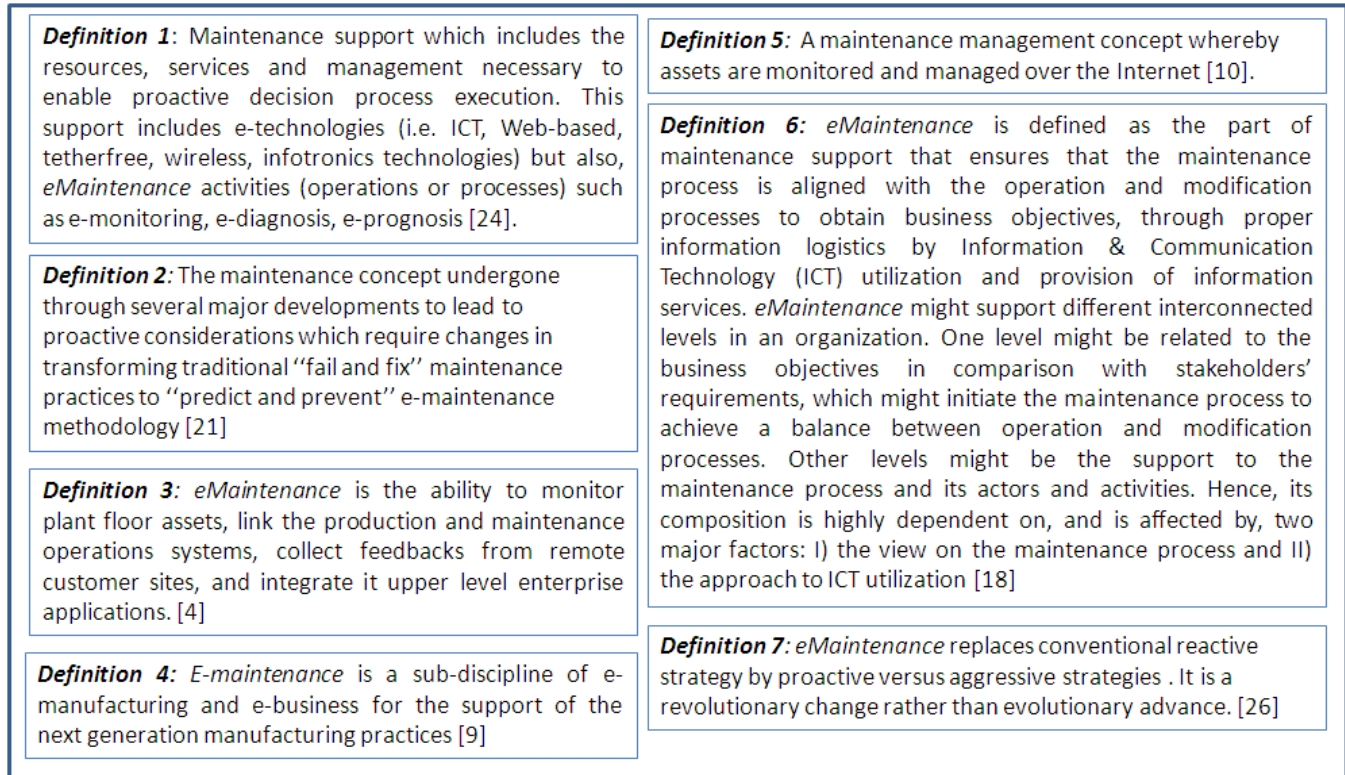 Definition 1: Maintenance support which includes the
resources, services and management necessary to
enable proactive decision process execution. This
support includes e-technologies (i.e. ICT, Web-based,
tetherfree, wireless, infotronics technologies) but also,
eMaintenance activities (operations or processes) such
as e-monitoring, e-diagnosis, e-prognosis [24].
Definition 2: The maintenance concept undergone
through several major developments to lead to
proactive considerations which require changes in
transforming traditional ‘‘fail and fix’’ maintenance
practices to ‘‘predict and prevent’’ e-maintenance
methodology [21]
Definition 3: eMaintenance is the ability to monitor
plant floor assets, link the production and maintenance
operations systems, collect feedbacks from remote
customer sites, and integrate it upper level enterprise
applications. [4]
Definition 4: E-maintenance is a sub-discipline of e-
manufacturing and e-business for the support of the
next generation manufacturing practices [9]
Definition 5: A maintenance management concept whereby
assets are monitored and managed over the Internet [10].
Definition 6: eMaintenance is defined as the part of
maintenance support that ensures that the maintenance
process is aligned with the operation and modification
processes to obtain business objectives, through proper
information logistics by Information & Communication
Technology (ICT) utilization and provision of information
services. eMaintenance might support different interconnected
levels in an organization. One level might be related to the
business objectives in comparison with stakeholders’
requirements, which might initiate the maintenance process to
achieve a balance between operation and modification
processes. Other levels might be the support to the
maintenance process and its actors and activities. Hence, its
composition is highly dependent on, and is affected by, two
major factors: I) the view on the maintenance process and II)
the approach to ICT utilization [18]
Definition 7: eMaintenance replaces conventional reactive
strategy by proactive versus aggressive strategies . It is a
revolutionary change rather than evolutionary advance. [26]